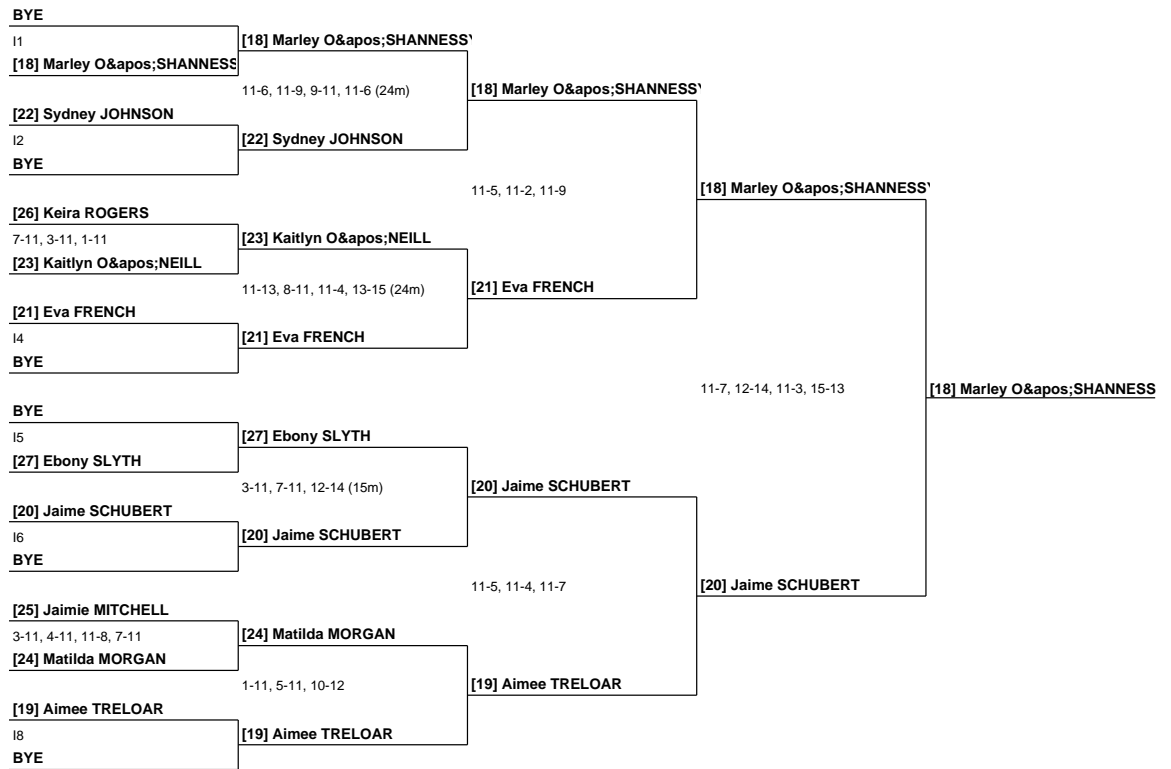 BYE
I1
[18] Marley O&apos;SHANNESS
[22] Sydney JOHNSON
I2
BYE
[26] Keira ROGERS
7-11, 3-11, 1-11
[23] Kaitlyn O&apos;NEILL
[21] Eva FRENCH
I4
BYE
BYE
I5
[27] Ebony SLYTH
[20] Jaime SCHUBERT
I6
BYE
[25] Jaimie MITCHELL
3-11, 4-11, 11-8, 7-11
[24] Matilda MORGAN
[19] Aimee TRELOAR
I8
BYE
[18] Marley O&apos;SHANNESSY
11-6, 11-9, 9-11, 11-6 (24m)
[22] Sydney JOHNSON
[23] Kaitlyn O&apos;NEILL
11-13, 8-11, 11-4, 13-15 (24m)
[21] Eva FRENCH
[27] Ebony SLYTH
3-11, 7-11, 12-14 (15m)
[20] Jaime SCHUBERT
[24] Matilda MORGAN
1-11, 5-11, 10-12
[19] Aimee TRELOAR
[18] Marley O&apos;SHANNESSY
11-5, 11-2, 11-9
[21] Eva FRENCH
[20] Jaime SCHUBERT
11-5, 11-4, 11-7
[19] Aimee TRELOAR
[18] Marley O&apos;SHANNESSY
11-7, 12-14, 11-3, 15-13
[20] Jaime SCHUBERT
[18] Marley O&apos;SHANNESS